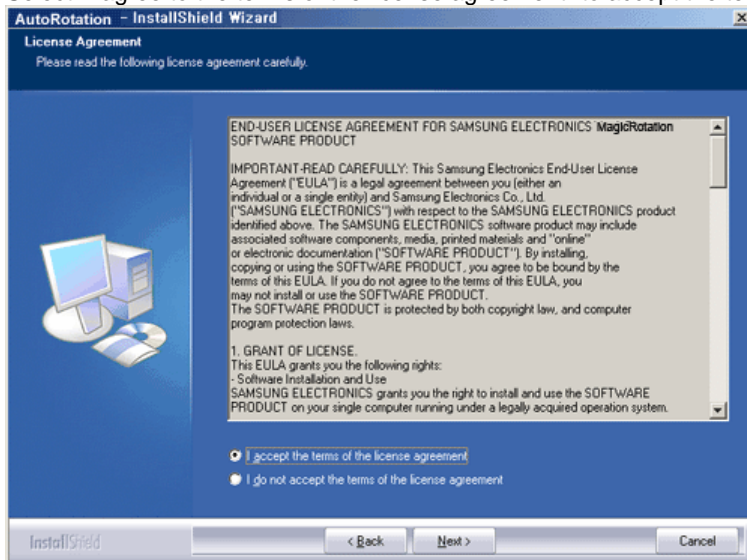 AutoRotation - InstallShield Wizard
License Agreement
Please read the following license agreement carefully.
END-USER LICENSE AGREEMENT FOR SAMSUNG ELECTRONICS MagicRotation
SOFTWARE PRODUCT
IMPORTANT-READ CAREFULLY: This Samsung Electronics End-User License
Agreement ("EULA") is a legal agreement between you (either an
individual or a single entity) and Samsung Electronics Co., Ltd.
("SAMSUNG ELECTRONICS") with respect to the SAMSUNG ELECTRONICS product
identified above. The SAMSUNG ELECTRONICS software product may include
associated software components, media, printed materials and "online"
or electronic documentation ("SOFTWARE PRODUCT"). By installing,
copying or using the SOFTWARE PRODUCT, you agree to be bound by the
terms of this EULA. If you do not agree to the terms of this EULA, you
may not install or use the SOFTWARE PRODUCT.
The SOFTWARE PRODUCT is protected by both copyright law, and computer
program protection laws.
1. GRANT OF LICENSE.
This EULA grants you the following rights:
- Software Installation and Use
SAMSUNG ELECTRONICS grants you the right to install and use the SOFTWARE
PRODUCT on your single computer running under a legally acquired operation system.
I accept the terms of the license agreement
I do not accept the terms of the license agreement
InstallShield
< Back
Next >
Cancel